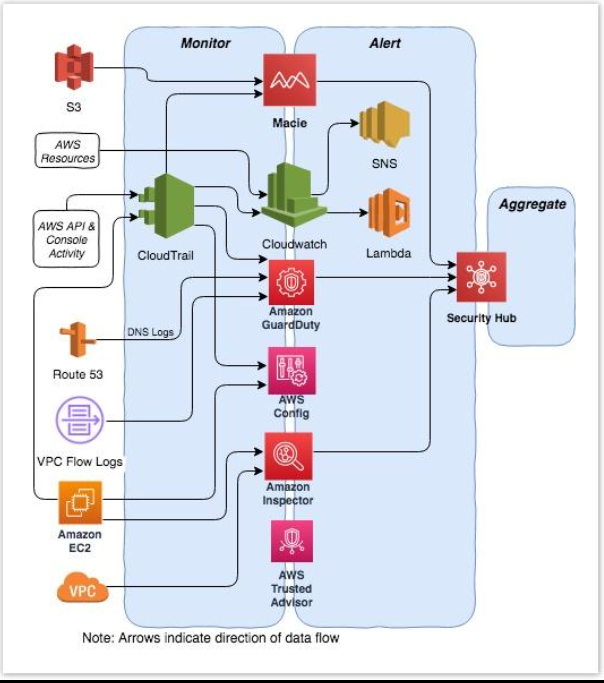 Monitor
Alert
S3
Macie
AWS
Resources
SNS
Aggregate
AWS API &
Console
Activity
CloudTrail
Cloudwatch
Lambda
Amazon
GuardDuty
Security Hub
DNS Logs
Route 53
AWS
Config
VPC Flow Logs
Amazon
Inspector
Amazon
EC2
AWS
Trusted
Advisor
VPC
Note: Arrows indicate direction of data flow